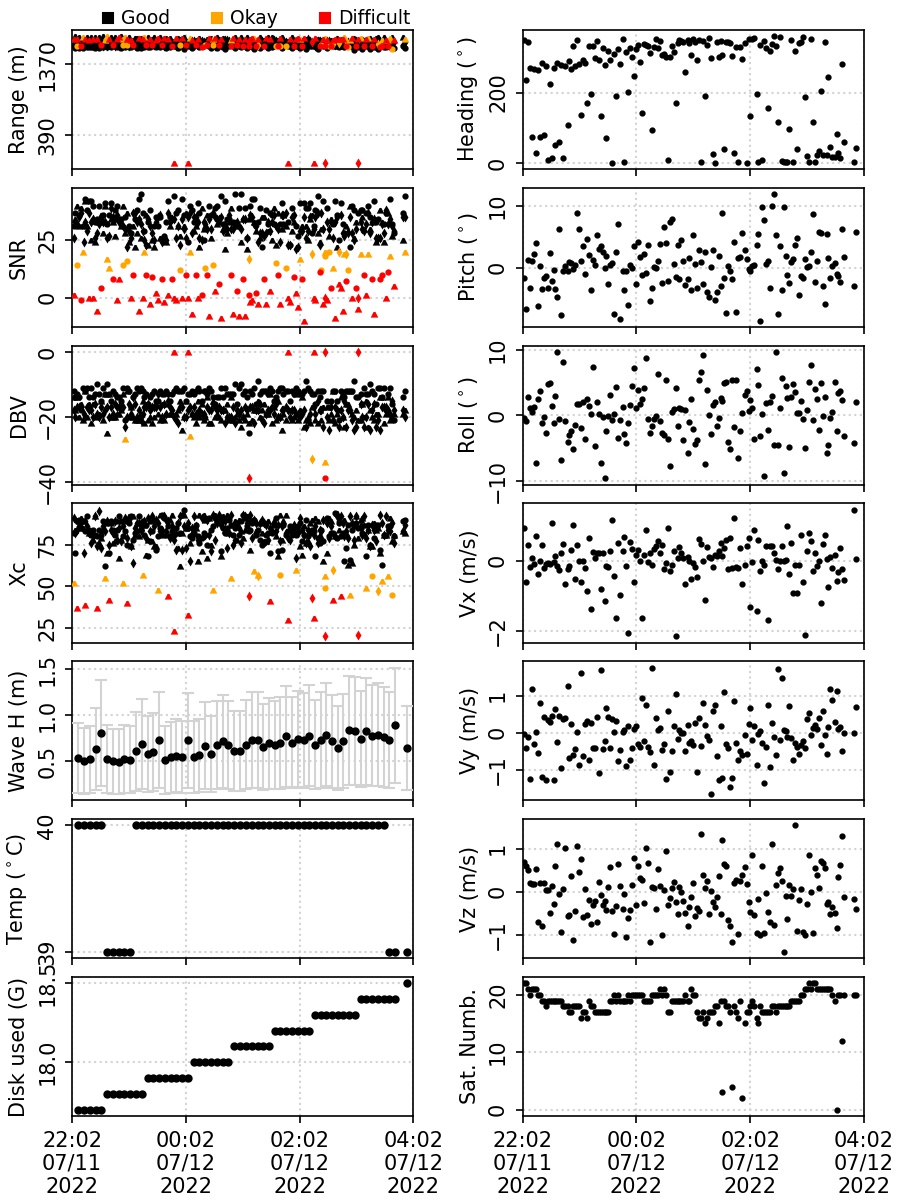 Good Okay Difficult
Range (m)
1370
390
Heading (°)
200
0
SNR
25
0
Pitch (°)
10
0
DBV
0
−20
−40
Roll (°)
10
0
−10
Xc
75
50
25
Vx (m/s)
0
−2
Wave H (m)
1.5
1.0
0.5
Vy (m/s)
1
0
−1
Temp (°C)
40
539
Vz (m/s)
1
0
−1
Disk used (G)
18.5
18.0
Sat. Numb.
20
10
0
22:02 00:02 02:02 04:02
07/11 07/12 07/12 07/12
2022 2022 2022 2022
22:02 00:02 02:02 04:02
07/11 07/12 07/12 07/12
2022 2022 2022 2022